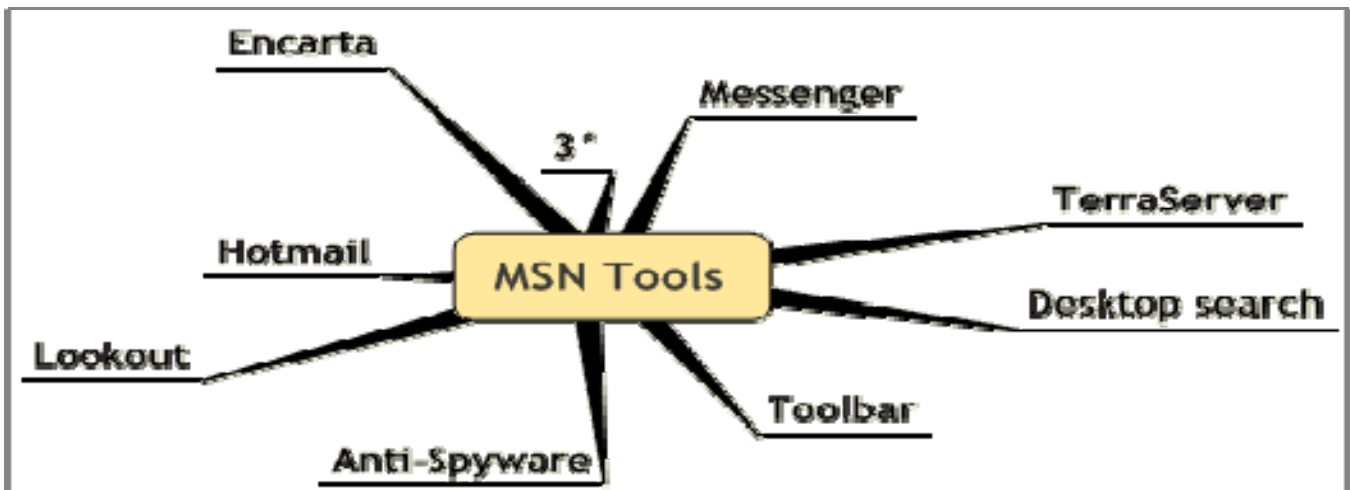 Encarta
Messenger
3°
TerraServer
Hotmail
MSN Tools
Desktop search
Lookout
Toolbar
Anti-Spyware